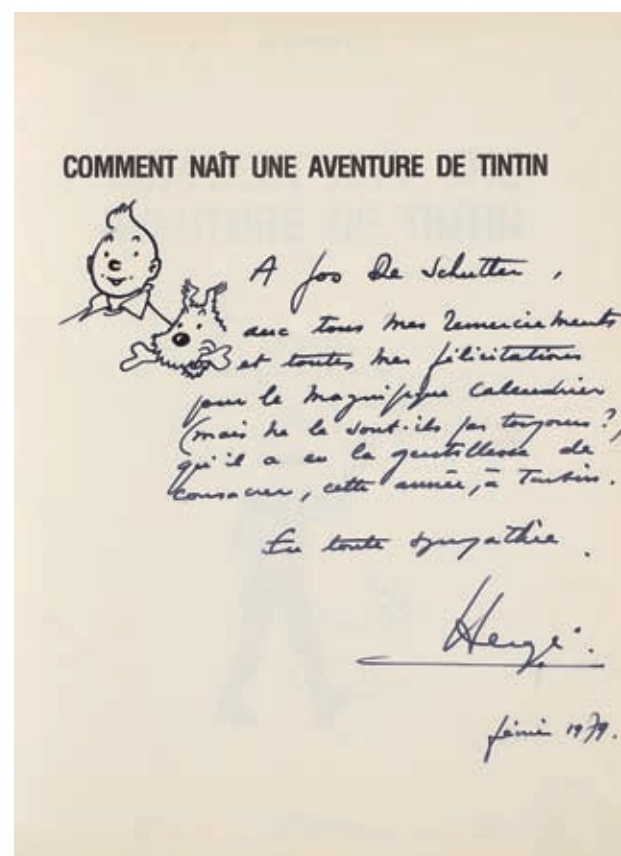 COMMENT NAÎT UNE AVENTURE DE TINTIN
A Jos De Schutter,
avec tous mes remerciements
et toutes mes félicitations
pour le magnifique calendrier
(mais ne le sont-ils pas toujours?)
qu'il a eu la gentillesse de
consacrer, cette année, à Tintin.
En toute sympathie.
Hergé.
février 1979.